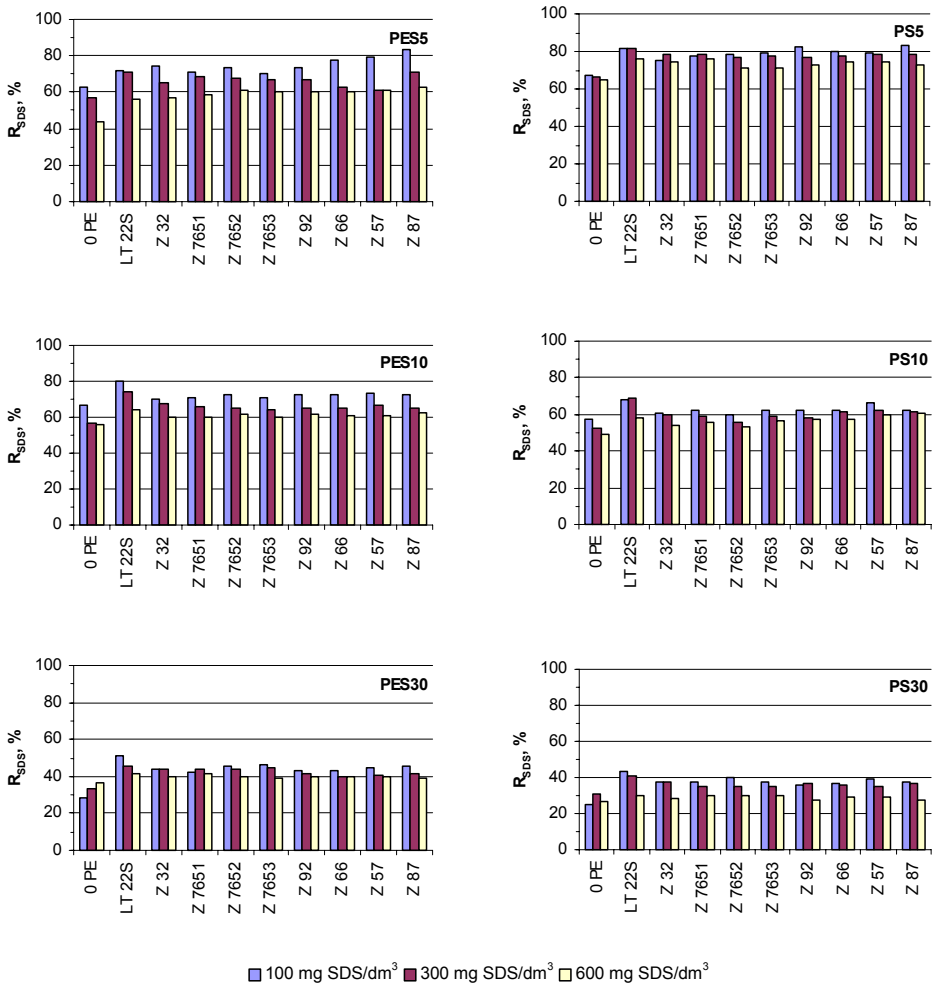 PES5
R_SDS, %
100
80
60
40
20
0
0 PE
LT 22S
Z 32
Z 7651
Z 7652
Z 7653
Z 92
Z 66
Z 57
Z 87
PS5
R_SDS, %
100
80
60
40
20
0
0 PE
LT 22S
Z 32
Z 7651
Z 7652
Z 7653
Z 92
Z 66
Z 57
Z 87
PES10
R_SDS, %
100
80
60
40
20
0
0 PE
LT 22S
Z 32
Z 7651
Z 7652
Z 7653
Z 92
Z 66
Z 57
Z 87
PS10
R_SDS, %
100
80
60
40
20
0
0 PE
LT 22S
Z 32
Z 7651
Z 7652
Z 7653
Z 92
Z 66
Z 57
Z 87
PES30
R_SDS, %
100
80
60
40
20
0
0 PE
LT 22S
Z 32
Z 7651
Z 7652
Z 7653
Z 92
Z 66
Z 57
Z 87
PS30
R_SDS, %
100
80
60
40
20
0
0 PE
LT 22S
Z 32
Z 7651
Z 7652
Z 7653
Z 92
Z 66
Z 57
Z 87
100 mg SDS/dm³ 300 mg SDS/dm³ 600 mg SDS/dm³